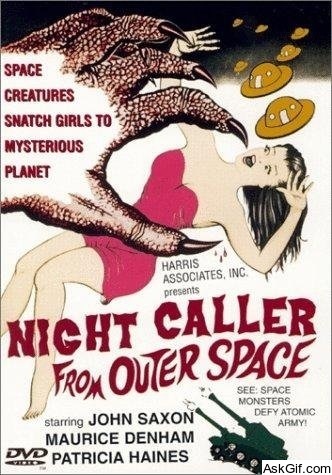 SPACE
CREATURES
SNATCH GIRLS TO
MYSTERIOUS
PLANET
HARRIS
ASSOCIATES, INC.
presents
NIGHT CALLER
FROM OUTER SPACE
SEE: SPACE
MONSTERS
DEFY ATOMIC
ARMY!
starring JOHN SAXON
MAURICE DENHAM
PATRICIA HAINES
DVD
VIDEO
AskGif.com